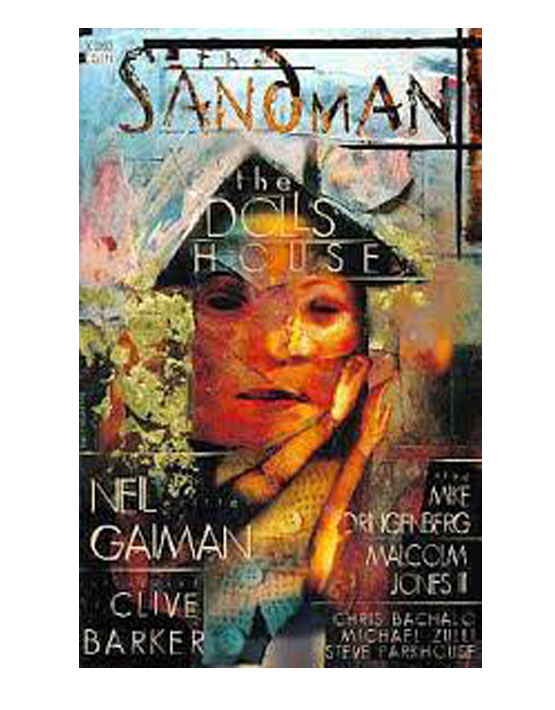 the
SANDMAN
the
DOLLS
HOUSE
NEIL
GAIMAN
MIKE
DRINGENBERG
MALCOLM
JONES III
CLIVE
BARKER
CHRIS BACHALO
MICHAEL ZULLI
STEVE PARKHOUSE